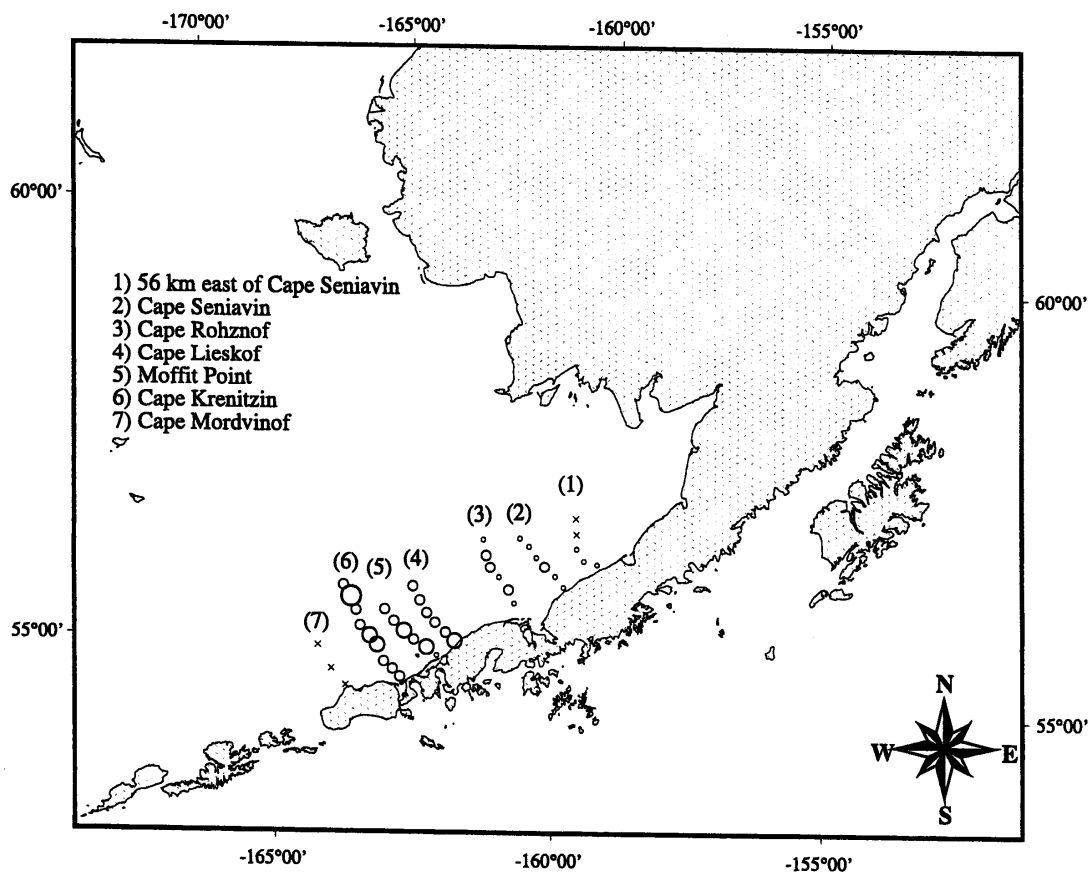 -170°00' -165°00' -160°00' -155°00'
60°00'
1) 56 km east of Cape Seniavin
2) Cape Seniavin
3) Cape Rohznof
4) Cape Lieskof
5) Moffit Point
6) Cape Krenitzin
7) Cape Mordvinof
60°00'
(1)
(3) (2)
(6) (5) (4)
(7)
55°00'
N
W E
S
55°00'
-165°00' -160°00' -155°00'